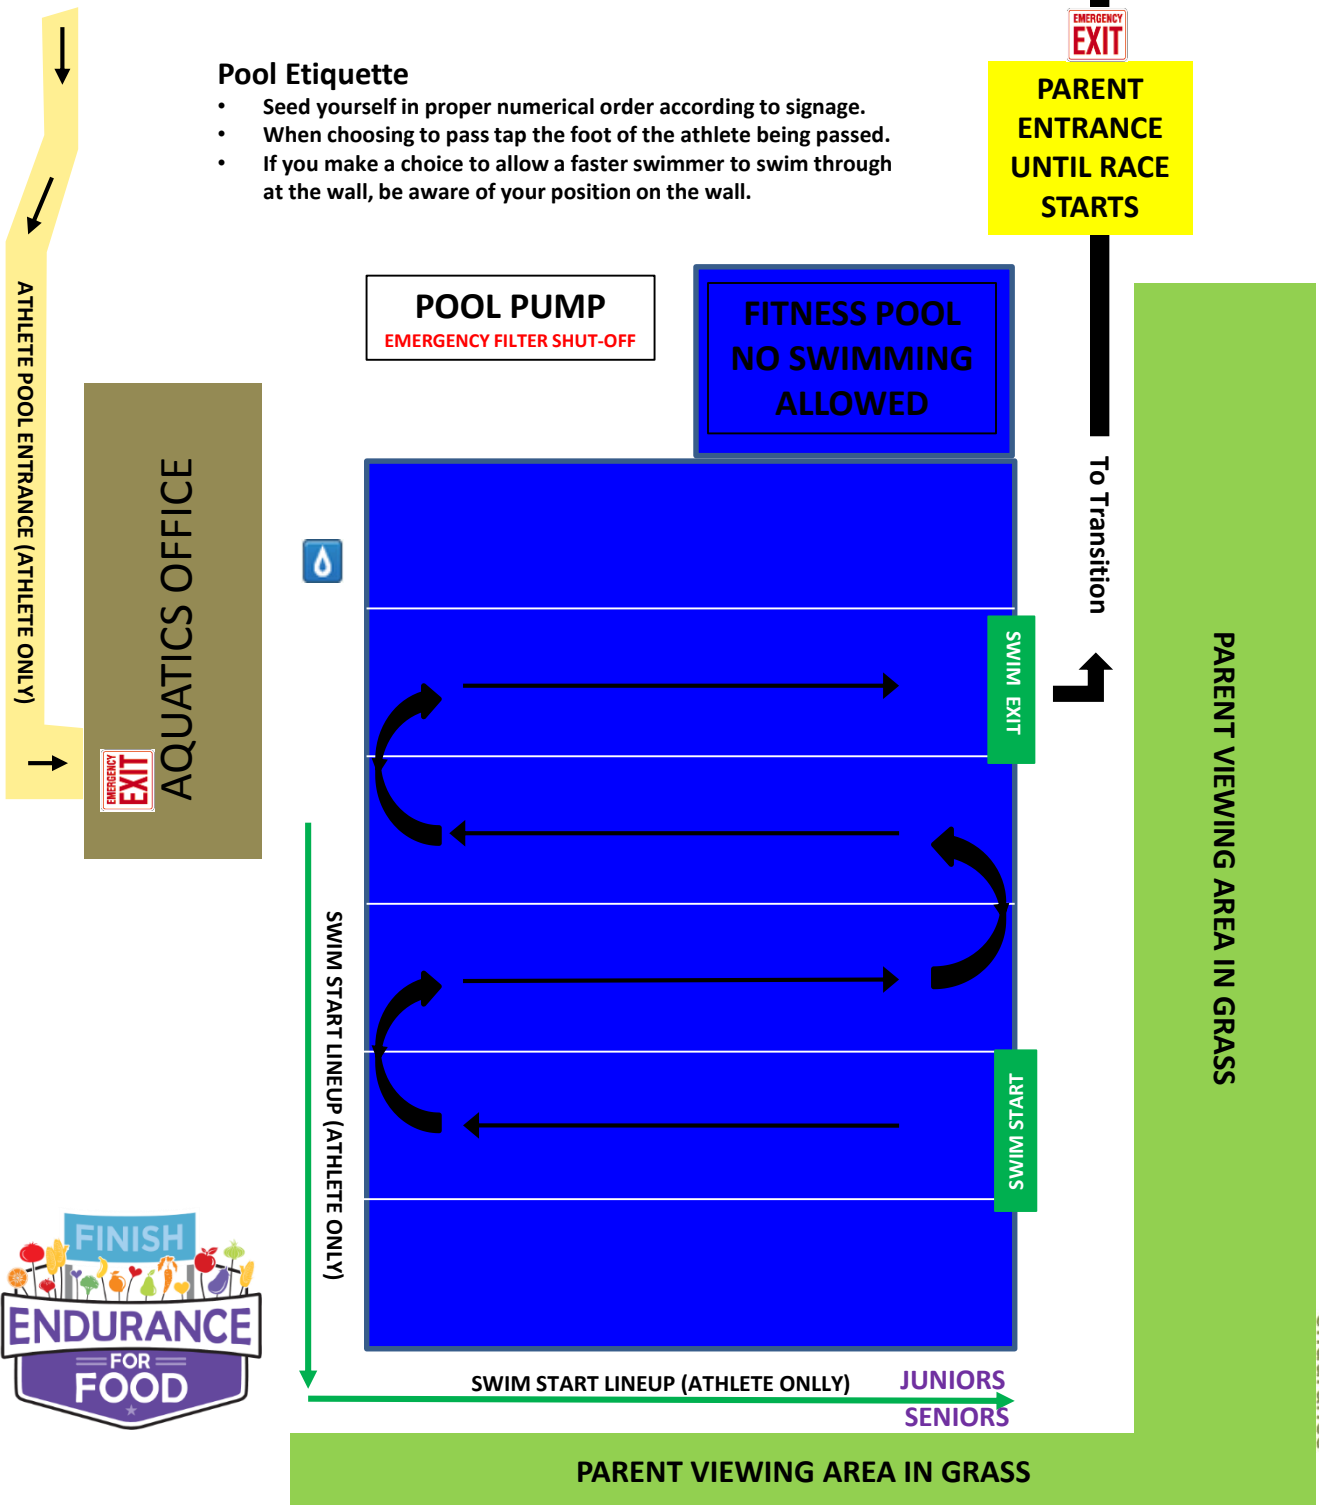 EMERGENCY
EXIT
PARENT
ENTRANCE
UNTIL RACE
STARTS
Pool Etiquette
• Seed yourself in proper numerical order according to signage.
• When choosing to pass tap the foot of the athlete being passed.
• If you make a choice to allow a faster swimmer to swim through
at the wall, be aware of your position on the wall.
POOL PUMP
EMERGENCY FILTER SHUT-OFF
FITNESS POOL
NO SWIMMING
ALLOWED
ATHLETE POOL ENTRANCE (ATHLETE ONLY)
AQUATICS OFFICE
EMERGENCY
EXIT
To Transition
SWIM EXIT
PARENT VIEWING AREA IN GRASS
SWIM START LINEUP (ATHLETE ONLY)
SWIM START
FINISH
ENDURANCE
FOR
FOOD
SWIM START LINEUP (ATHLETE ONLLY)
JUNIORS
SENIORS
PARENT VIEWING AREA IN GRASS